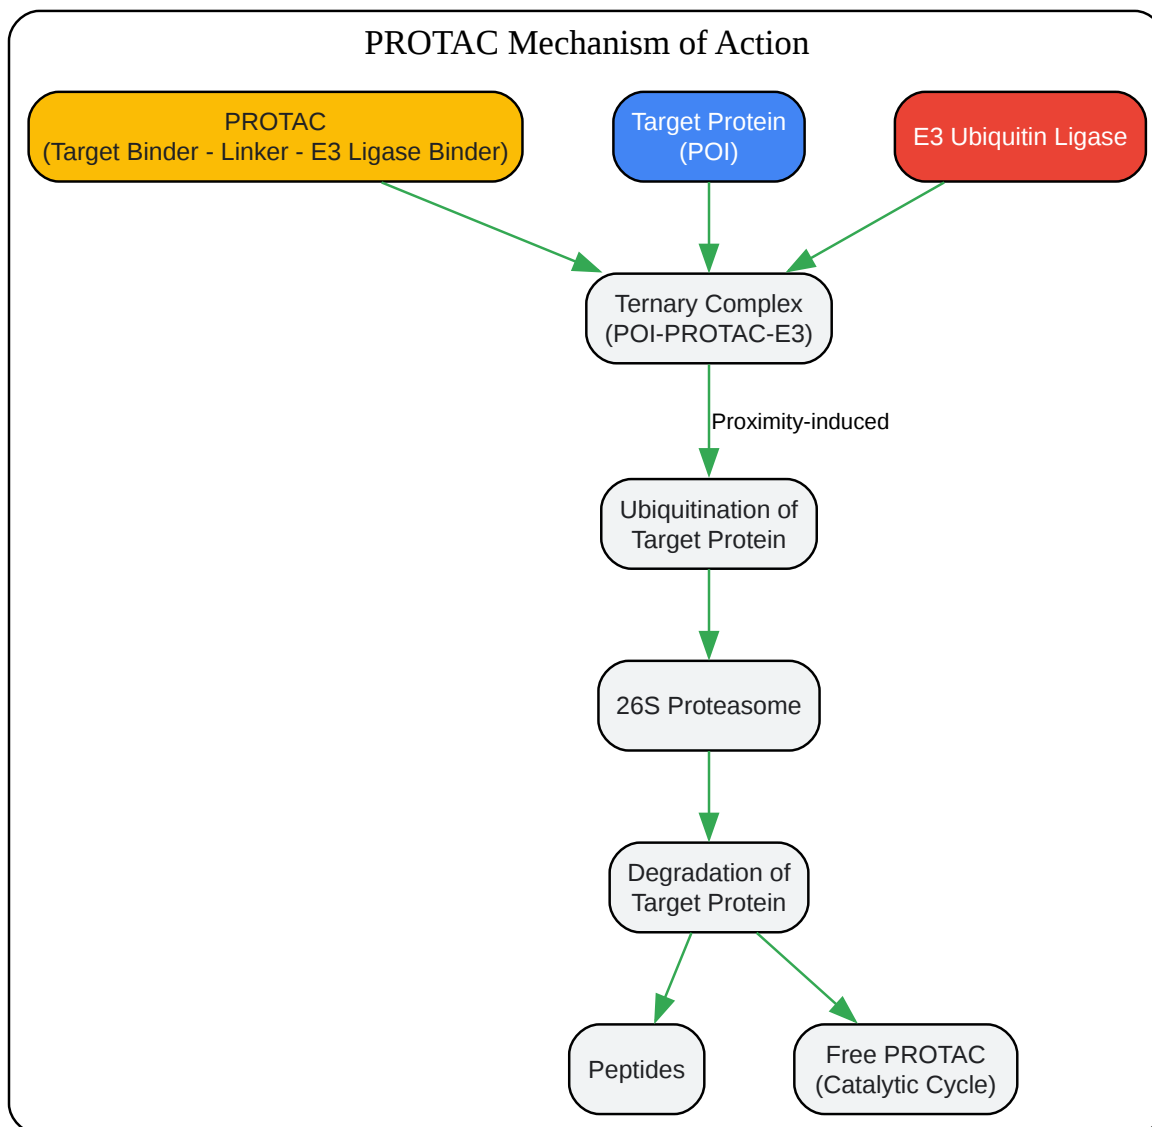 PROTAC Mechanism of Action
PROTAC
(Target Binder - Linker - E3 Ligase Binder)
Target Protein
(POI)
E3 Ubiquitin Ligase
Ternary Complex
(POI-PROTAC-E3)
Proximity-induced
Ubiquitination of
Target Protein
26S Proteasome
Degradation of
Target Protein
Peptides
Free PROTAC
(Catalytic Cycle)